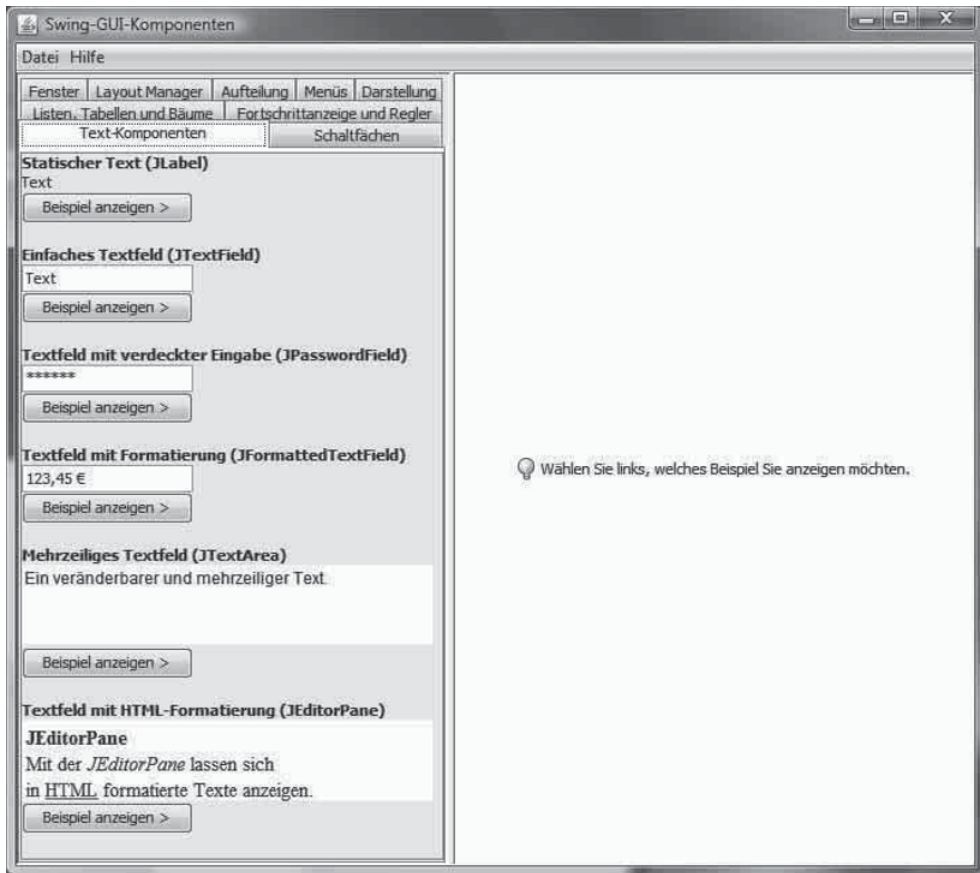 Swing-GUI-Komponenten
Datei Hilfe
Fenster Layout Manager Aufteilung Menüs Darstellung
Listen, Tabellen und Bäume Fortschrittanzeige und Regler
Text-Komponenten Schaltfächen
Statischer Text (JLabel)
Text
Beispiel anzeigen >
Einfaches Textfeld (JTextField)
Text
Beispiel anzeigen >
Textfeld mit verdeckter Eingabe (JPasswordField)
******
Beispiel anzeigen >
Textfeld mit Formatierung (JFormattedTextField)
123,45 €
Beispiel anzeigen >
Mehrzeiliges Textfeld (JTextArea)
Ein veränderbarer und mehrzeiliger Text
Beispiel anzeigen >
Textfeld mit HTML-Formatierung (JEditorPane)
JEditorPane
Mit der JEditorPane lassen sich
in HTML formatierte Texte anzeigen.
Beispiel anzeigen >
Wählen Sie links, welches Beispiel Sie anzeigen möchten.